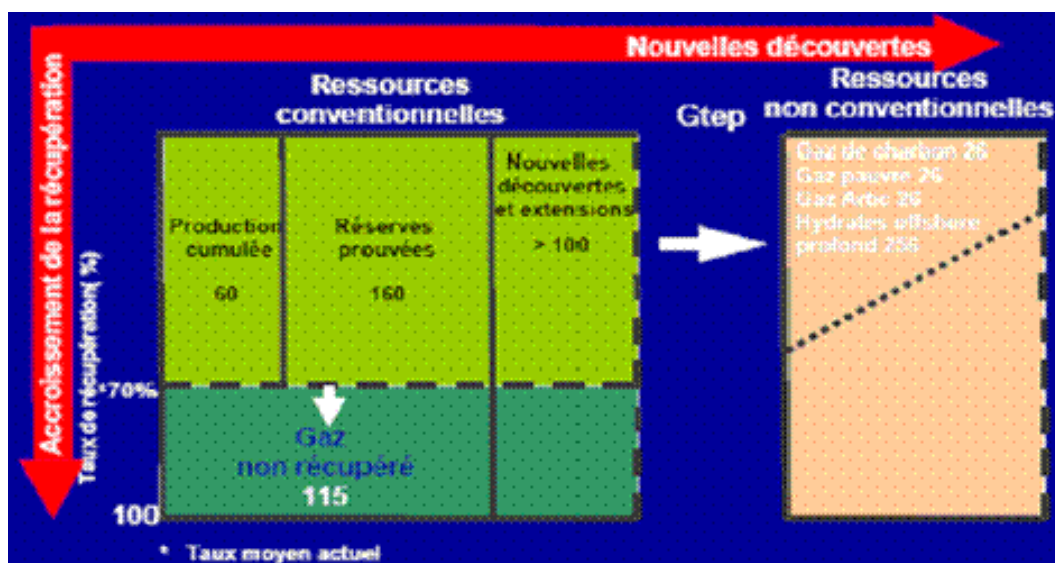 Nouvelles découvertes
Accroissement de la récupération
Taux de récupération( %)
Ressources
conventionnelles
Gtep
Ressources
non conventionnelles
Production
cumulée
60
Réserves
prouvées
160
Nouvelles
découvertes
et extensions
> 100
Gaz de charbon 26
Gaz pauvre 26
Gaz Artic 26
Hydrates offshore
profond 256
*70%
Gaz
non récupéré
115
100
* Taux moyen actuel